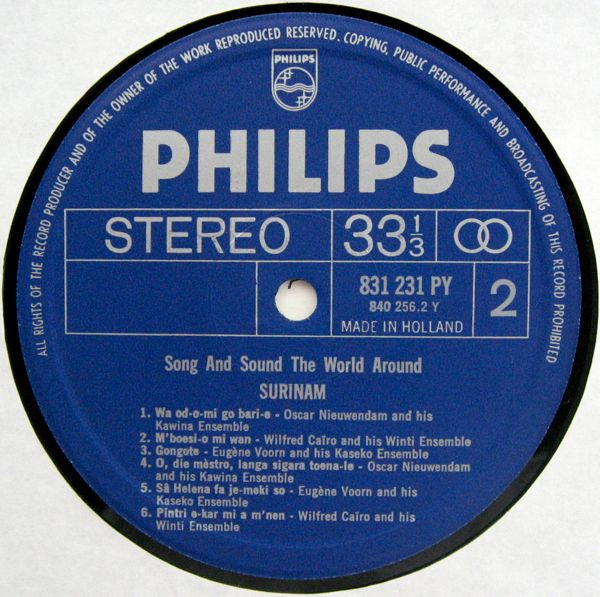 ALL RIGHTS OF THE RECORD PRODUCER AND OF THE OWNER OF THE WORK REPRODUCED RESERVED. COPYING, PUBLIC PERFORMANCE AND BROADCASTING OF THIS RECORD PROHIBITED
PHILIPS
PHILIPS
STEREO 33⅓
831 231 PY
840 256.2 Y
2
MADE IN HOLLAND
Song And Sound The World Around
SURINAM
1. Wa od-o-mi go bari-e - Oscar Nieuwendam and his
Kawina Ensemble
2. M'boesi-o mi wan - Wilfred Caïro and his Winti Ensemble
3. Gongote - Eugène Voorn and his Kaseko Ensemble
4. O, die mèstro, langa sigara toena-le - Oscar Nieuwendam
and his Kawina Ensemble
5. Sâ Helena fa je-meki so - Eugène Voorn and his
Kaseko Ensemble
6. Pintri e-kar mi a m'nen - Wilfred Caïro and his
Winti Ensemble